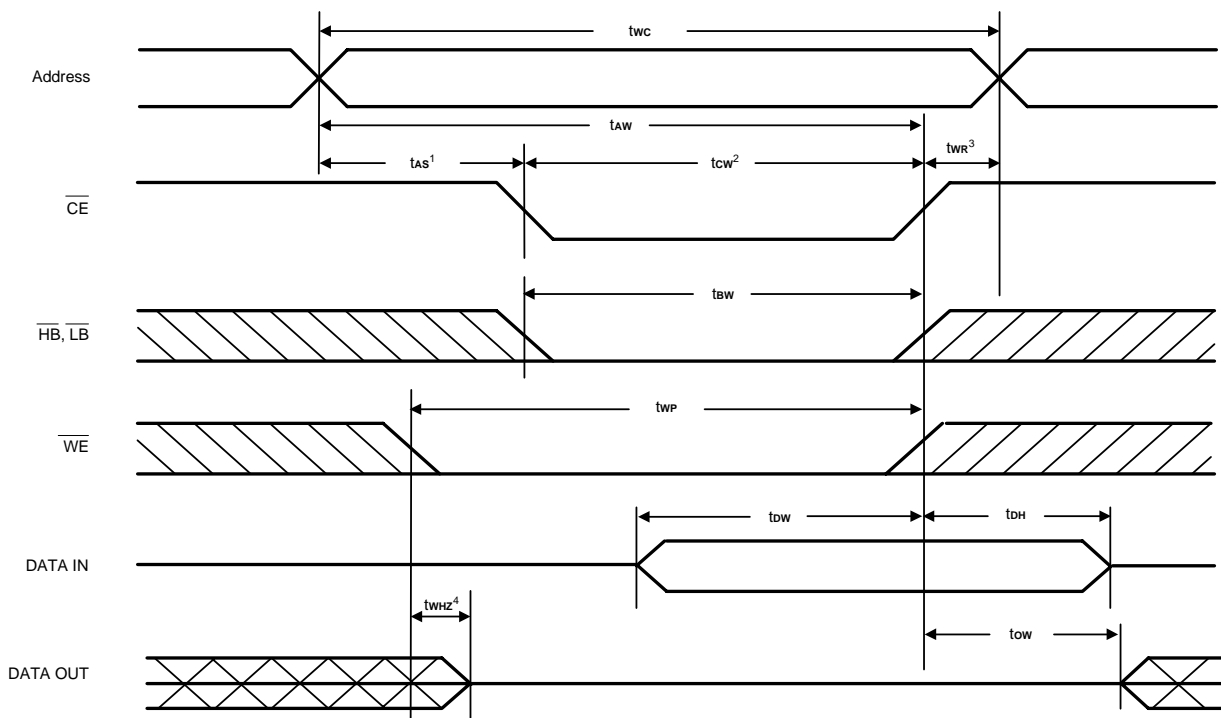 twc
Address
tAW
tAS¹ tCW² tWR³
CE
tBW
HB, LB
tWP
WE
tDW tDH
DATA IN
tWHZ⁴
tOW
DATA OUT